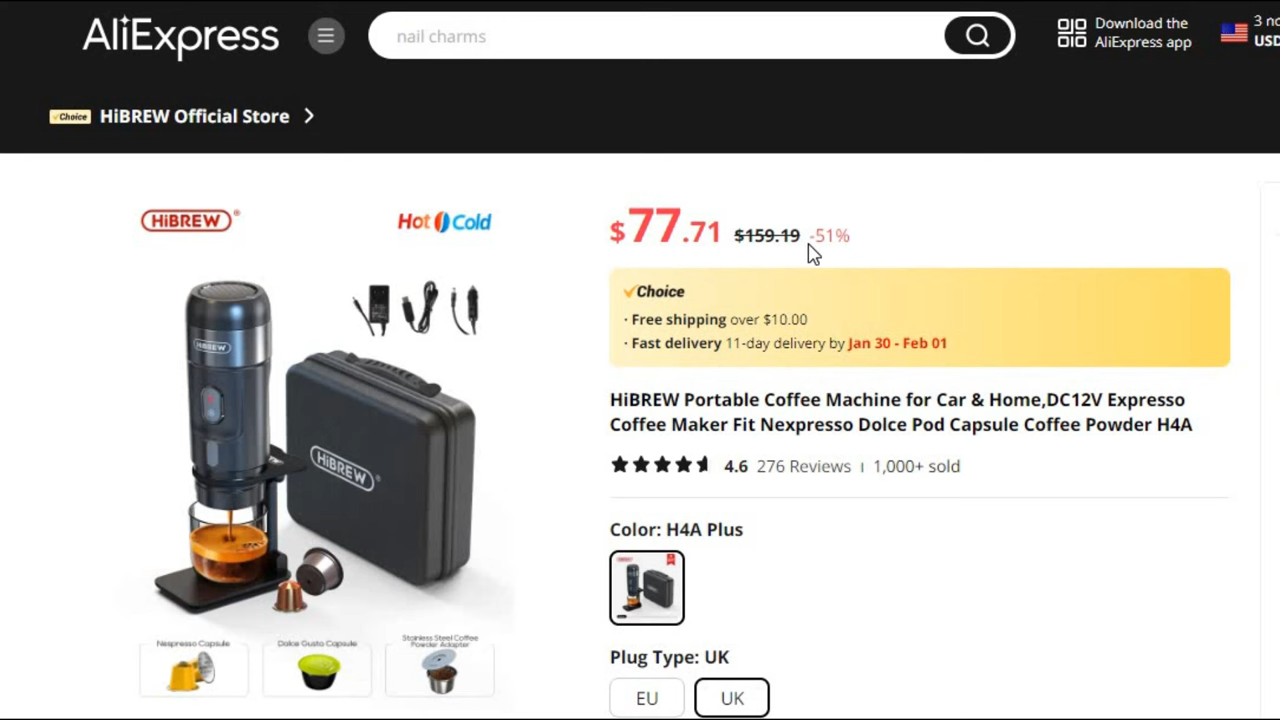 AliExpress
nail charms
Download the
AliExpress app
3 no
USD
Choice
HiBREW Official Store
HiBREW®
Hot Cold
$77.71 $159.19 -51%
Choice
· Free shipping over $10.00
· Fast delivery 11-day delivery by Jan 30 - Feb 01
HiBREW Portable Coffee Machine for Car & Home,DC12V Expresso
Coffee Maker Fit Nexpresso Dolce Pod Capsule Coffee Powder H4A
4.6 276 Reviews 1,000+ sold
HiBREW
HiBREW
Color: H4A Plus
Nespresso Capsule
Dolce Gusto Capsule
Stainless Steel Coffee
Powder Adapter
Plug Type: UK
EU
UK